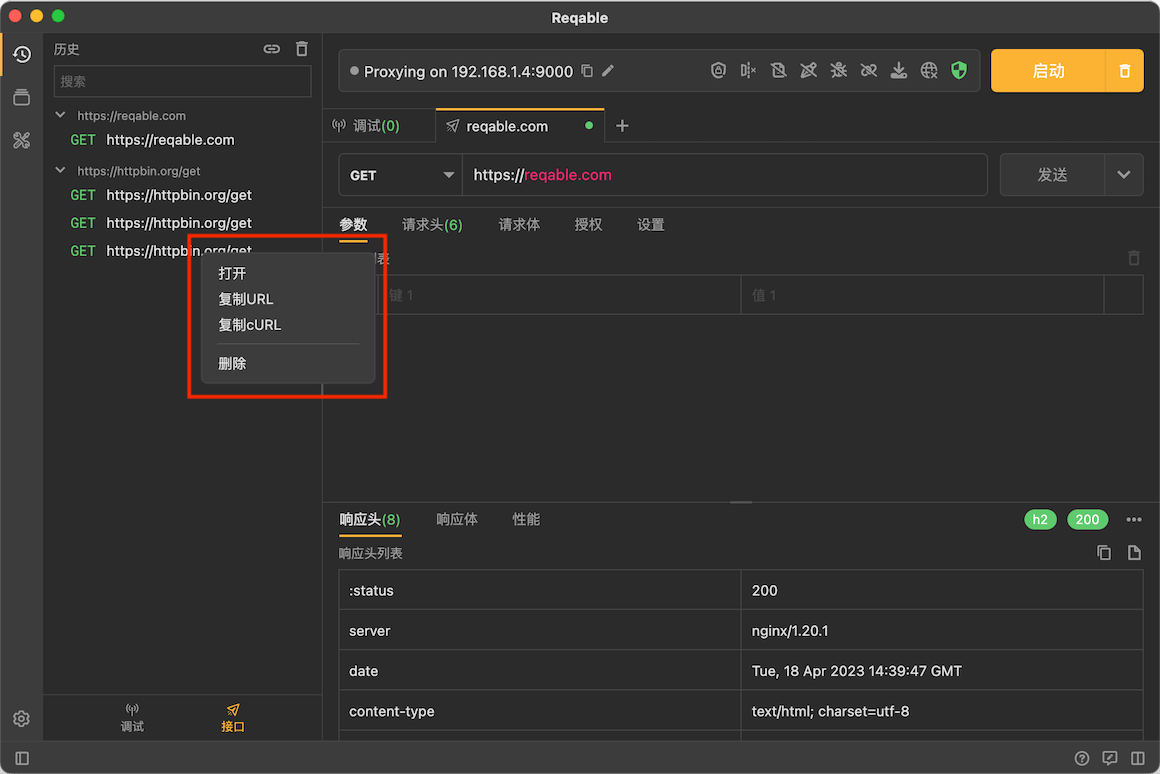 Reqable
历史
搜索
https://reqable.com
GET https://reqable.com
https://httpbin.org/get
GET https://httpbin.org/get
GET https://httpbin.org/get
GET https://httpbin.org/get
打开
复制URL
复制cURL
删除
调试
接口
Proxying on 192.168.1.4:9000
启动
调试(0)
reqable.com
GET
https://reqable.com
发送
参数 请求头(6) 请求体 授权 设置
表
键 1 值 1
响应头(8) 响应体 性能
h2 200
响应头列表
:status 200
server nginx/1.20.1
date Tue, 18 Apr 2023 14:39:47 GMT
content-type text/html; charset=utf-8